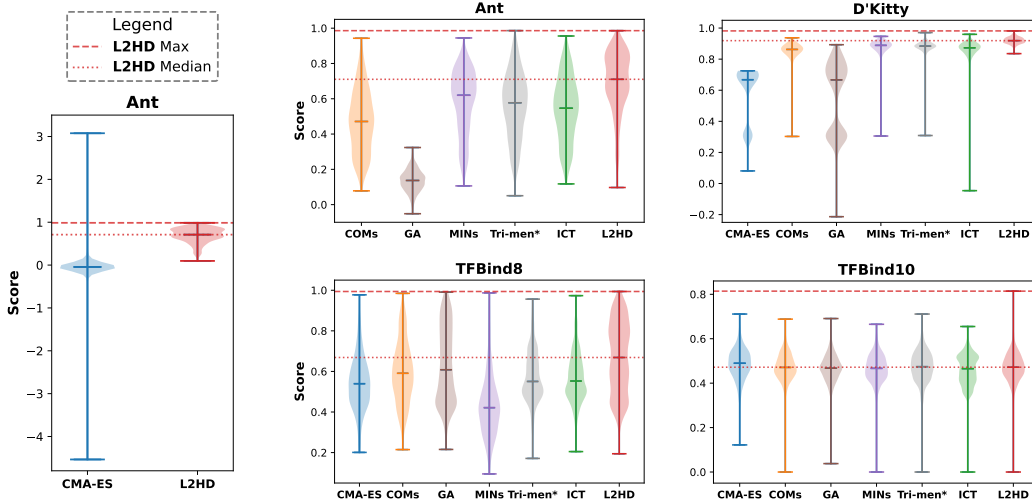 Legend
L2HD Max
L2HD Median
Ant
Score
3
2
1
0
−1
−2
−3
−4
CMA-ES L2HD
Ant
Score
1.0
0.8
0.6
0.4
0.2
0.0
COMs GA MINs Tri-men* ICT L2HD
D'Kitty
1.0
0.8
0.6
0.4
0.2
0.0
−0.2
CMA-ES COMs GA MINs Tri-men* ICT L2HD
TFBind8
Score
1.0
0.8
0.6
0.4
0.2
CMA-ES COMs GA MINs Tri-men* ICT L2HD
TFBind10
0.8
0.6
0.4
0.2
0.0
CMA-ES COMs GA MINs Tri-men* ICT L2HD